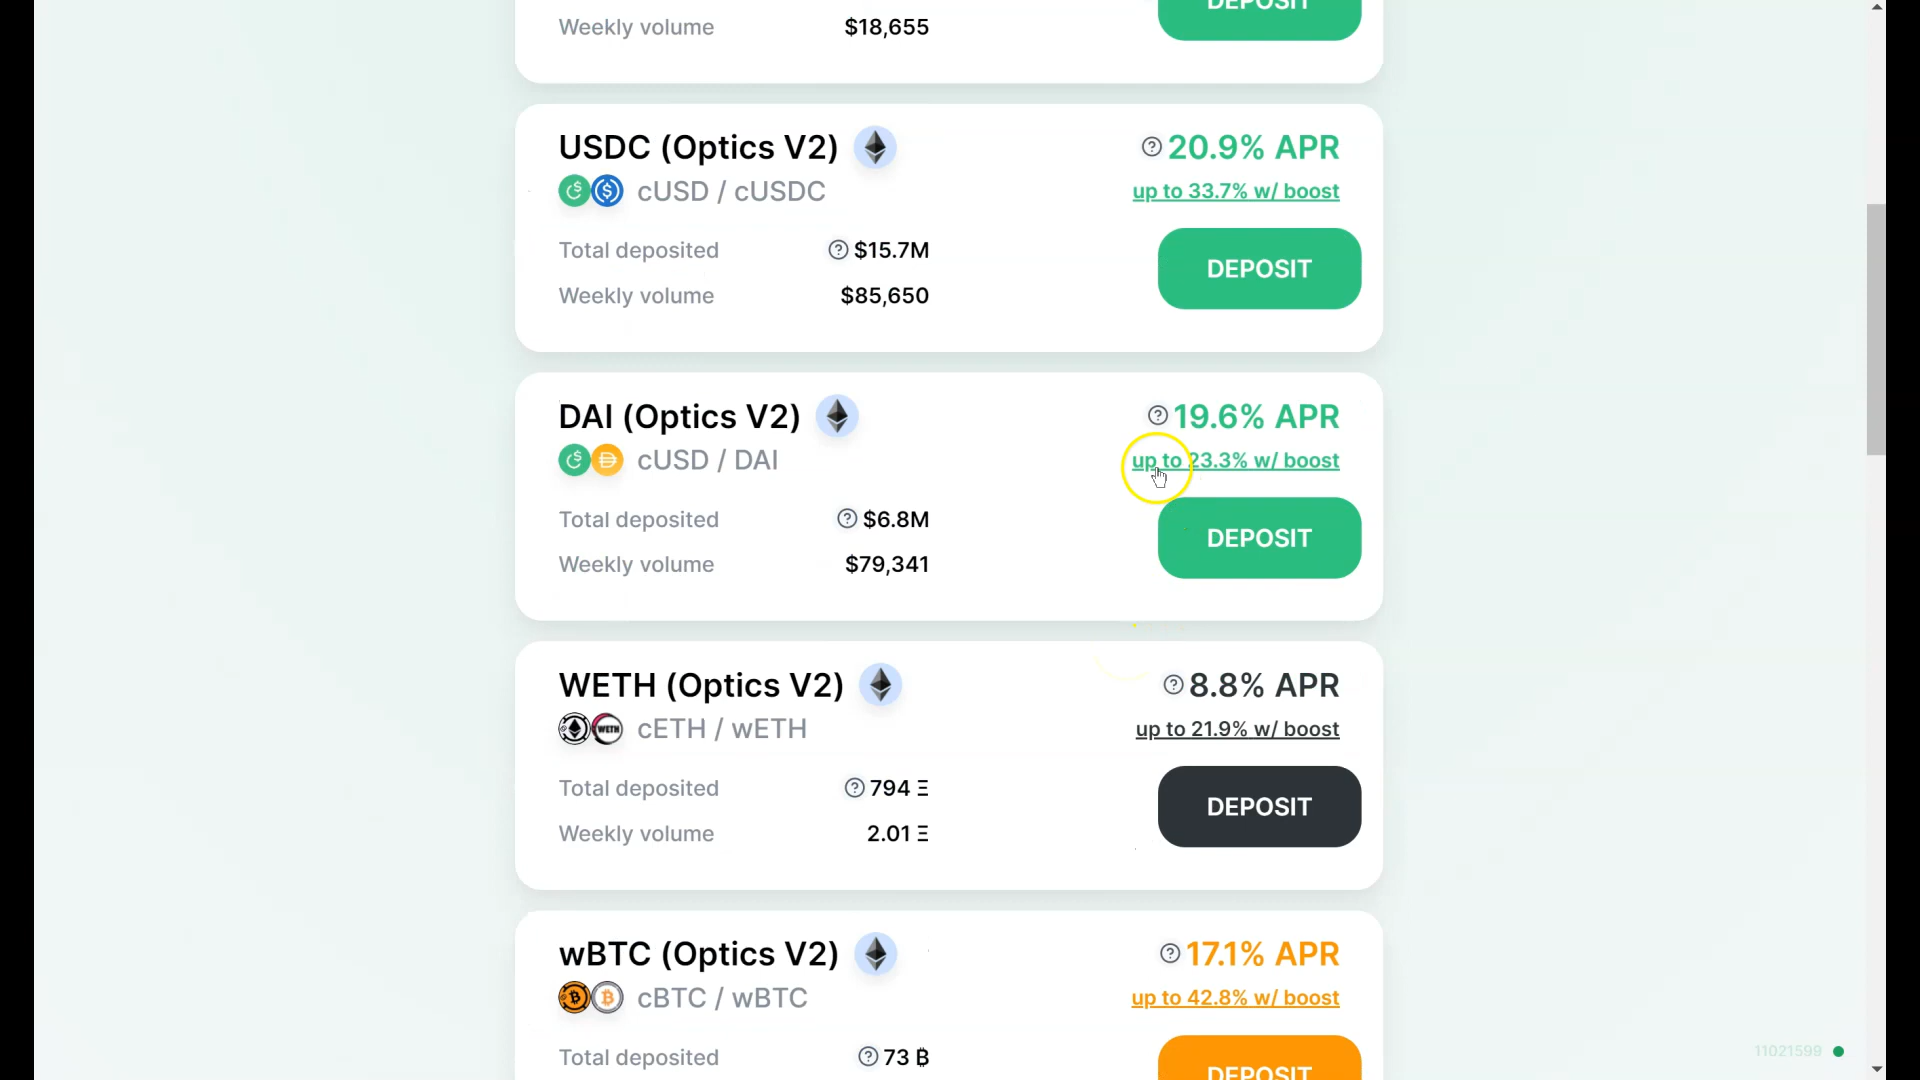 DEPOSIT
Weekly volume $18,655
USDC (Optics V2) 20.9% APR
cUSD / cUSDC up to 33.7% w/ boost
Total deposited $15.7M
DEPOSIT
Weekly volume $85,650
DAI (Optics V2) 19.6% APR
cUSD / DAI up to 23.3% w/ boost
Total deposited $6.8M
DEPOSIT
Weekly volume $79,341
WETH (Optics V2) 8.8% APR
WETH cETH / wETH up to 21.9% w/ boost
Total deposited 794 Ξ
DEPOSIT
Weekly volume 2.01 Ξ
wBTC (Optics V2) 17.1% APR
cBTC / wBTC up to 42.8% w/ boost
Total deposited 73 ₿
DEPOSIT
11021599